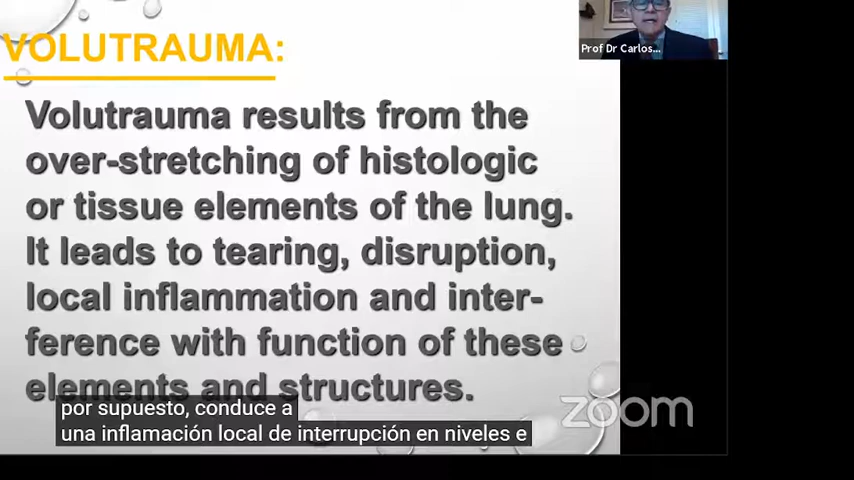 Prof Dr Carlos...
VOLUTRAUMA:
Volutrauma results from the
over-stretching of histologic
or tissue elements of the lung.
It leads to tearing, disruption,
local inflammation and inter-
ference with function of these
elements and structures.
por supuesto, conduce a
una inflamación local de interrupción en niveles e
zoom